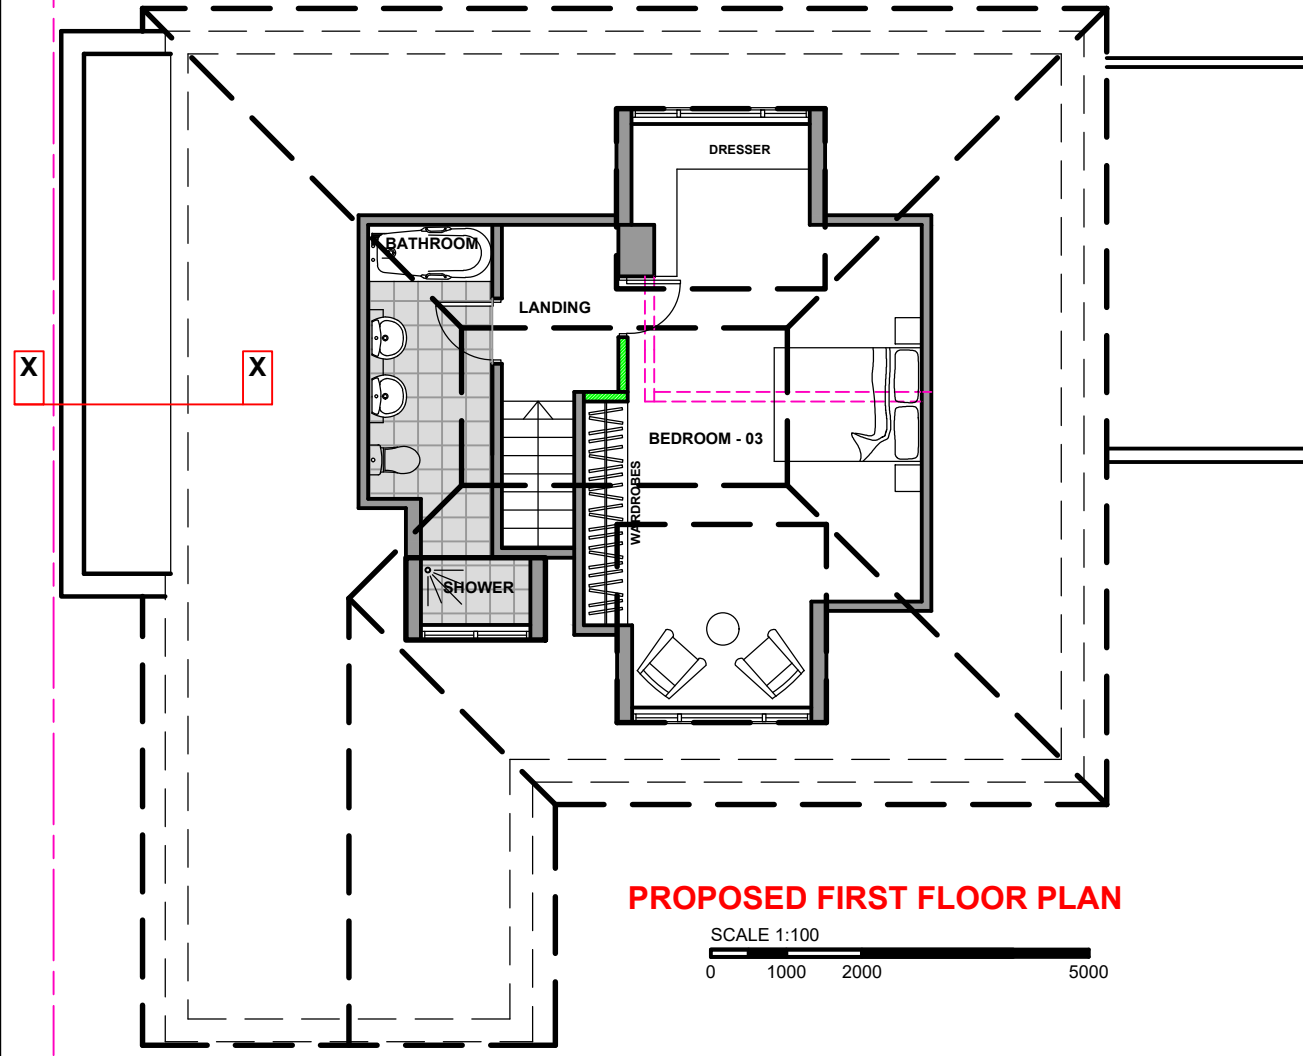 DRESSER
BATHROOM
LANDING
X
X
BEDROOM - 03
WARDROBES
SHOWER
PROPOSED FIRST FLOOR PLAN
SCALE 1:100
0 1000 2000 5000